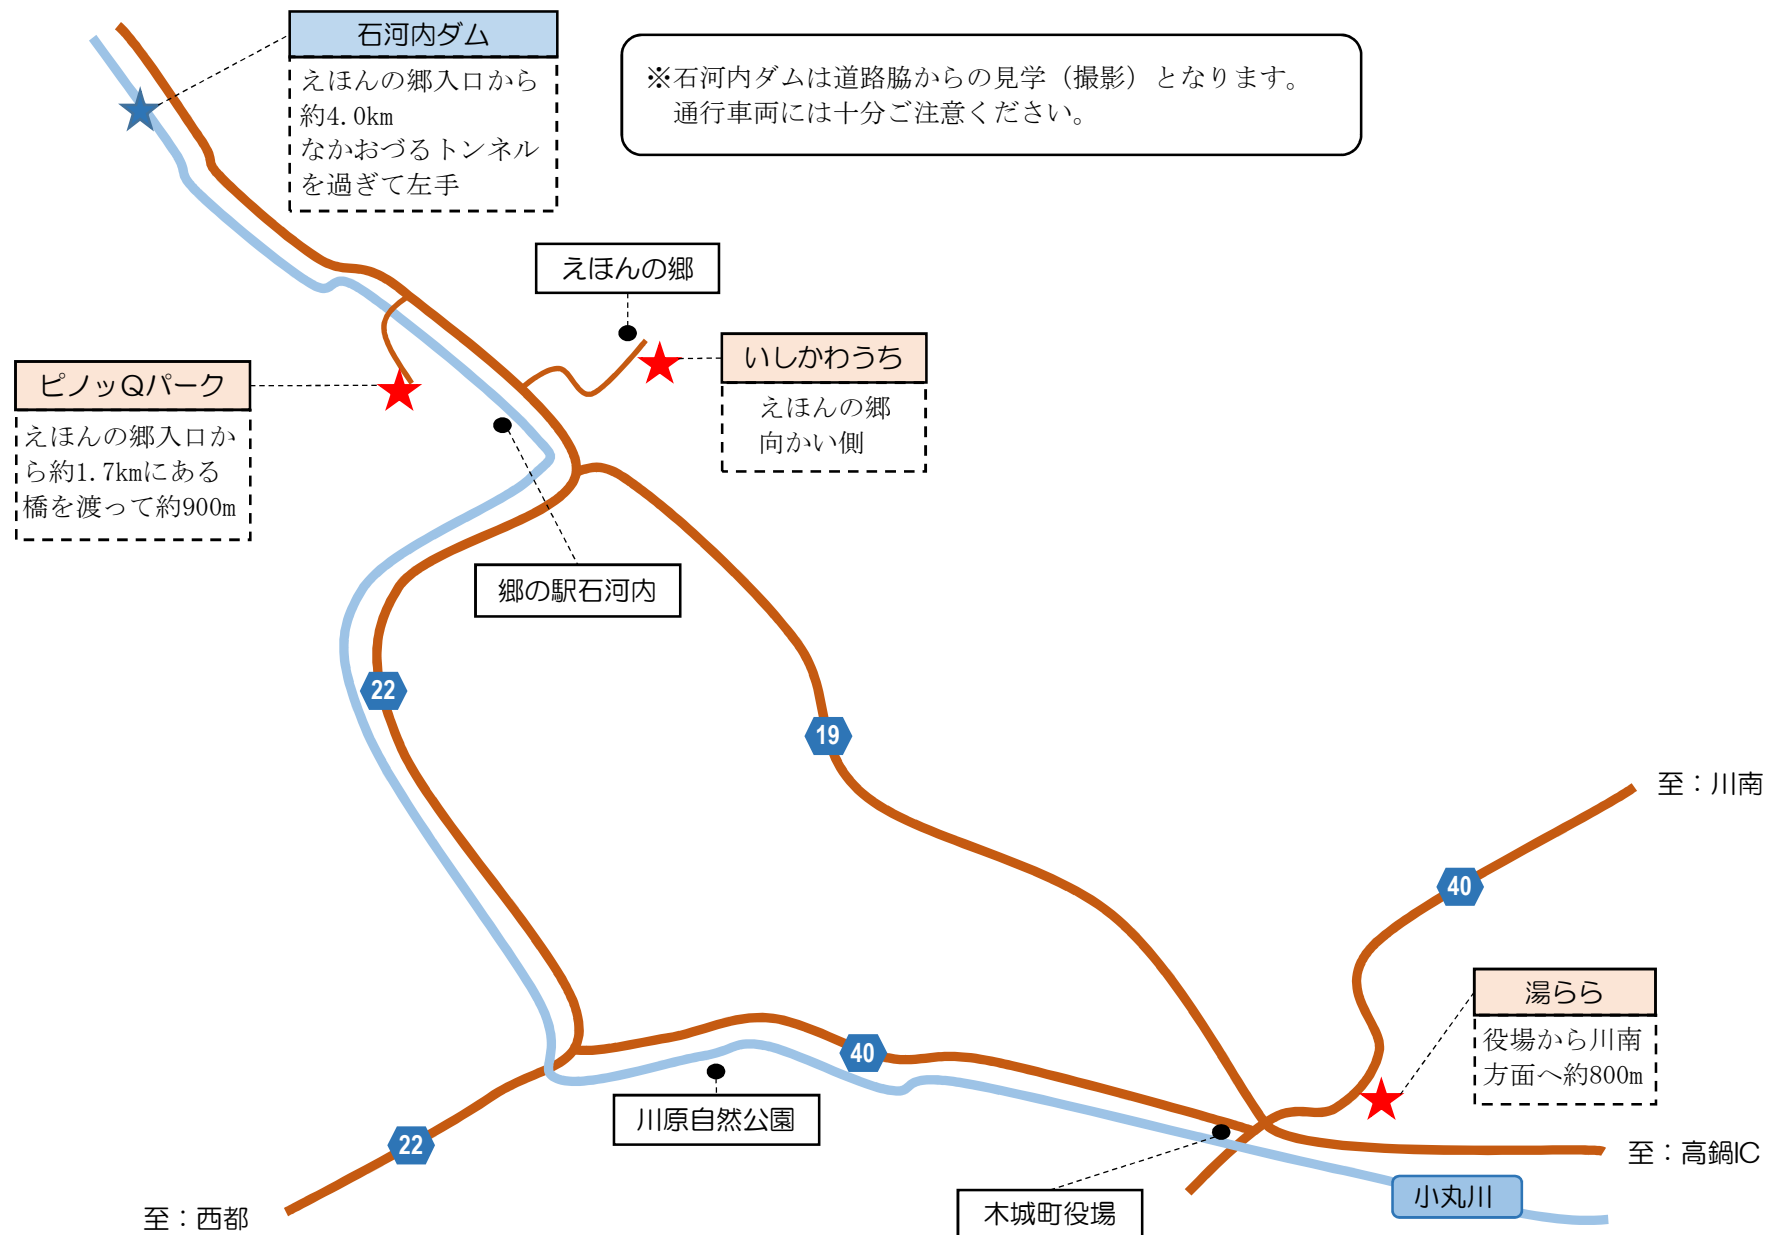 石河内ダム
えほんの郷入口から
約4.0km
なかおづるトンネル
を過ぎて左手
※石河内ダムは道路脇からの見学（撮影）となります。
通行車両には十分ご注意ください。
えほんの郷
いしかわうち
えほんの郷
向かい側
ピノッQパーク
えほんの郷入口か
ら約1.7kmにある
橋を渡って約900m
郷の駅石河内
22
19
至：川南
40
湯らら
役場から川南
方面へ約800m
40
川原自然公園
22
至：高鍋IC
小丸川
木城町役場
至：西都